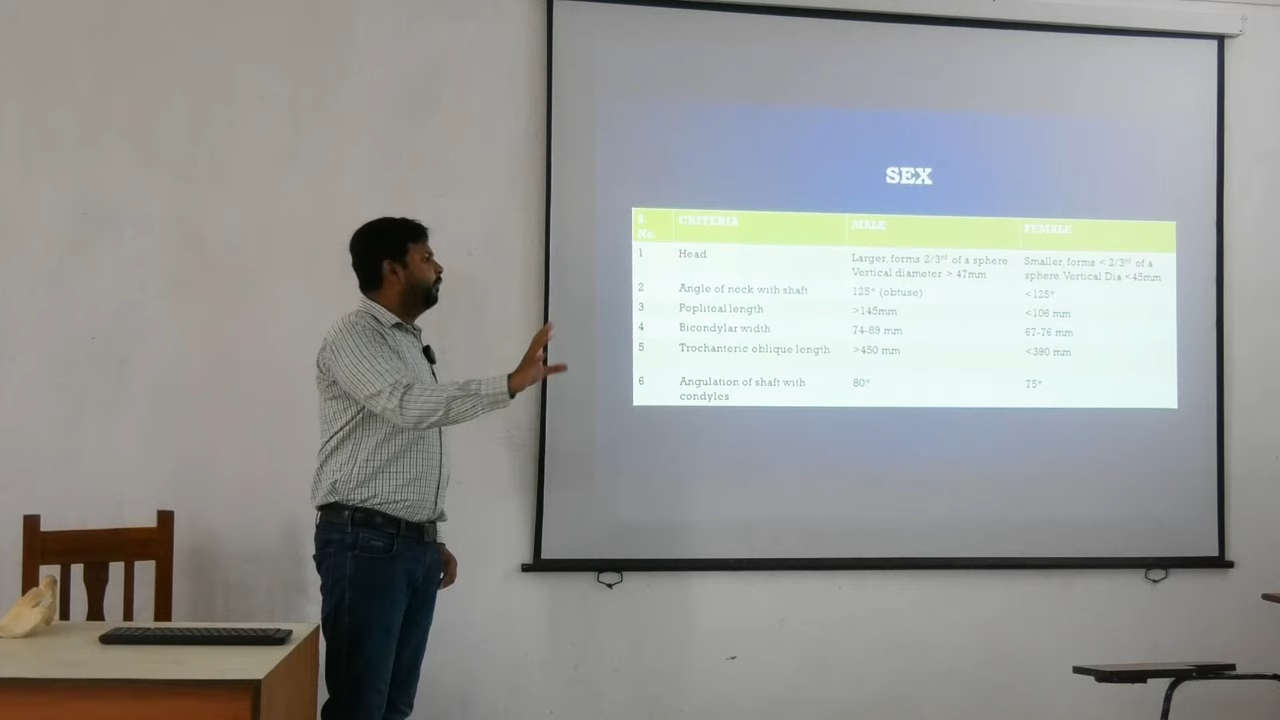 SEX
S No. CRITERIA MALE FEMALE
1 Head Larger, forms 2/3rd of a sphere Vertical diameter > 47mm Smaller, forms < 2/3rd of a sphere. Vertical Dia <45mm
2 Angle of neck with shaft 125° (obtuse) <125°
3 Popliteal length >145mm <106 mm
4 Bicondylar width 74-89 mm 67-76 mm
5 Trochanteric oblique length >450 mm <390 mm
6 Angulation of shaft with condyles 80° 75°